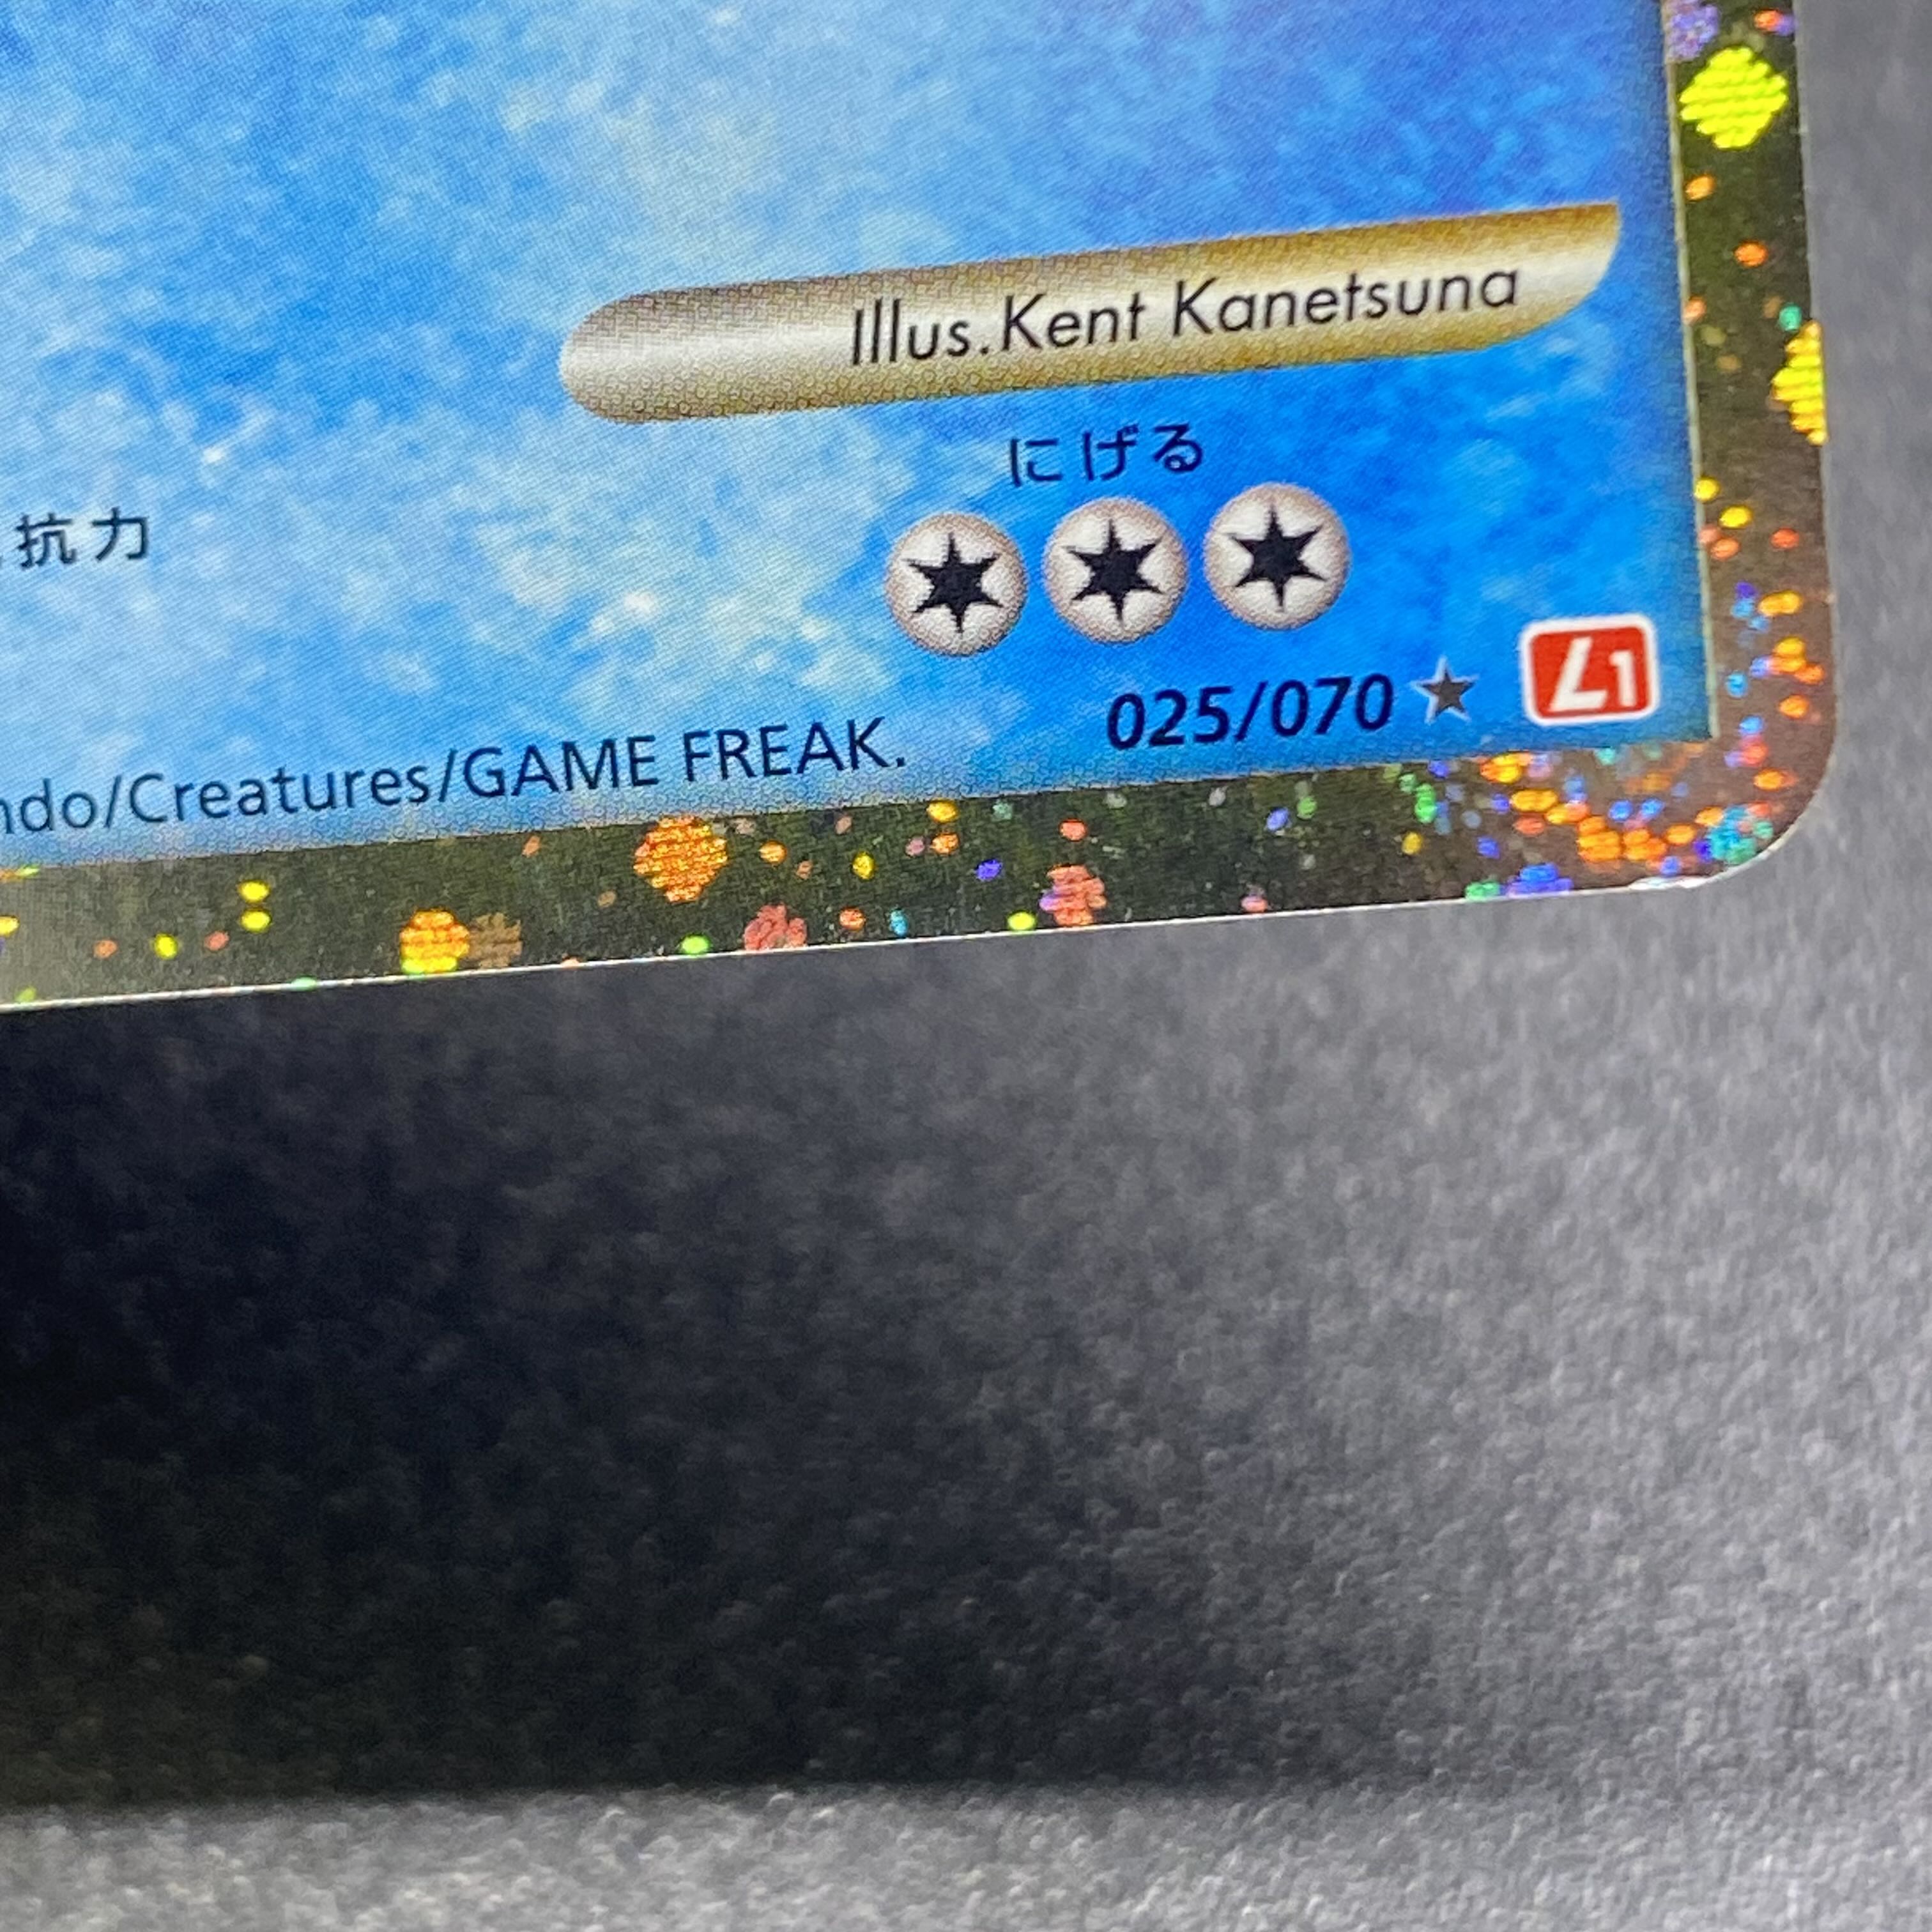 Illus.Kent Kanetsuna
にげる
抗力
025/070 ★ L1
ndo/Creatures/GAME FREAK.